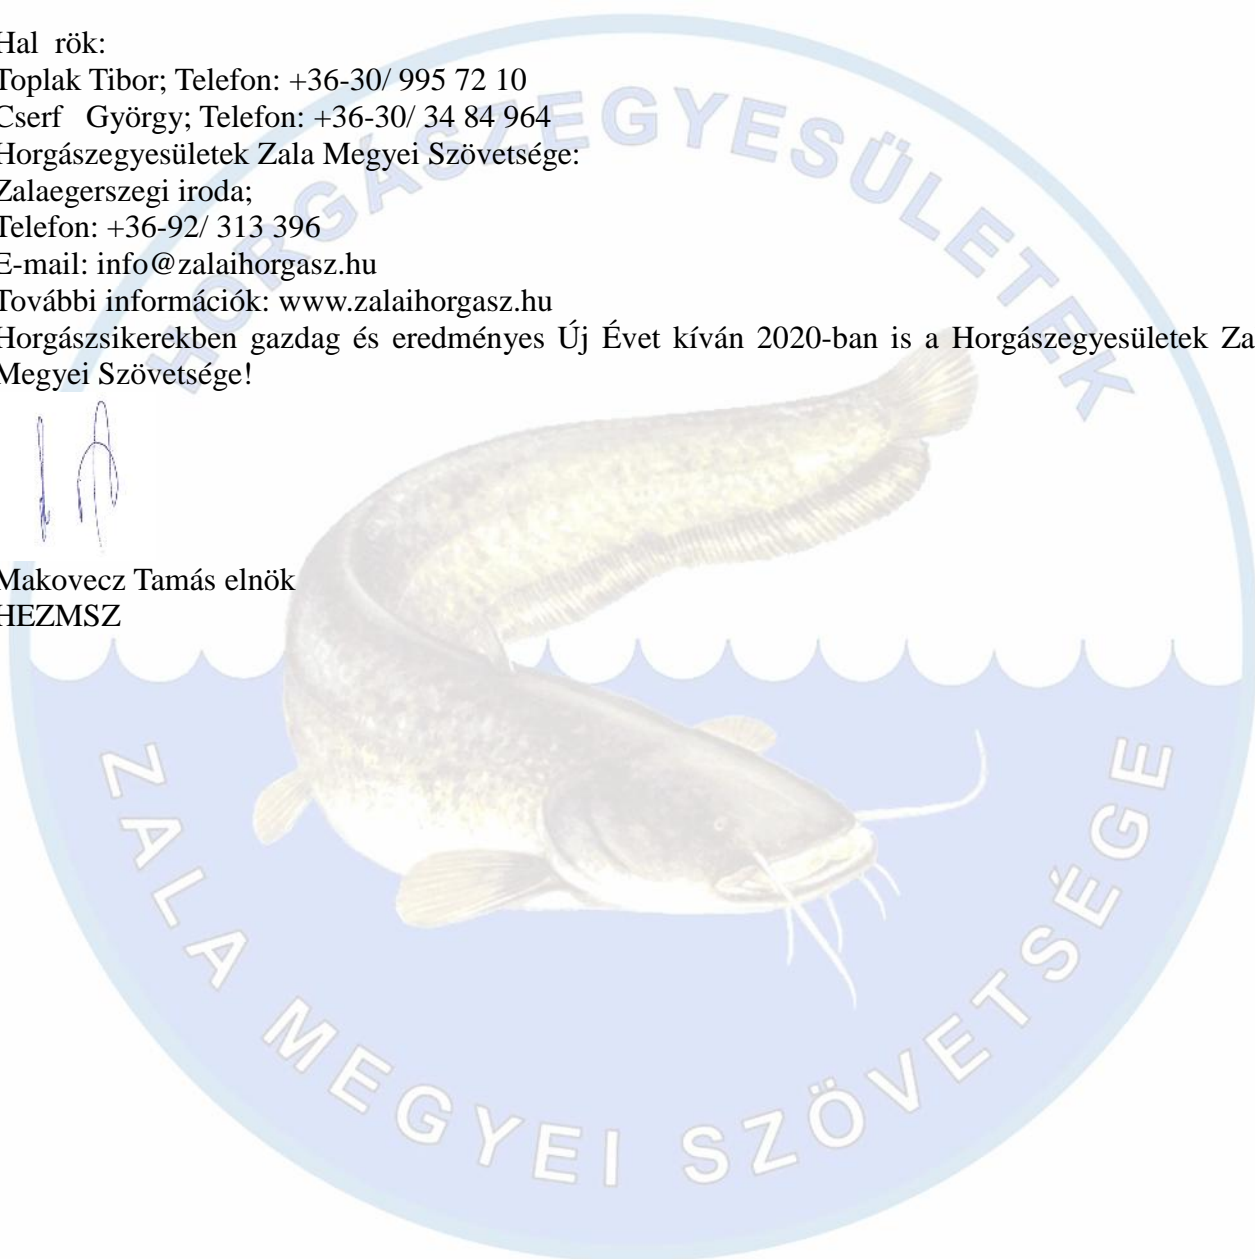 Hal rök:
Toplak Tibor; Telefon: +36-30/ 995 72 10
Cserf György; Telefon: +36-30/ 34 84 964
Horgászegyesületek Zala Megyei Szövetsége:
Zalaegerszegi iroda;
Telefon: +36-92/ 313 396
E-mail: info@zalaihorgasz.hu
További információk: www.zalaihorgasz.hu
Horgászsikerekben gazdag és eredményes Új Évet kíván 2020-ban is a Horgászegyesületek Za
Megyei Szövetsége!
Makovecz Tamás elnök
HEZMSZ
HORGÁSZEGYESÜLETEK
ZALA MEGYEI SZÖVETSÉGE